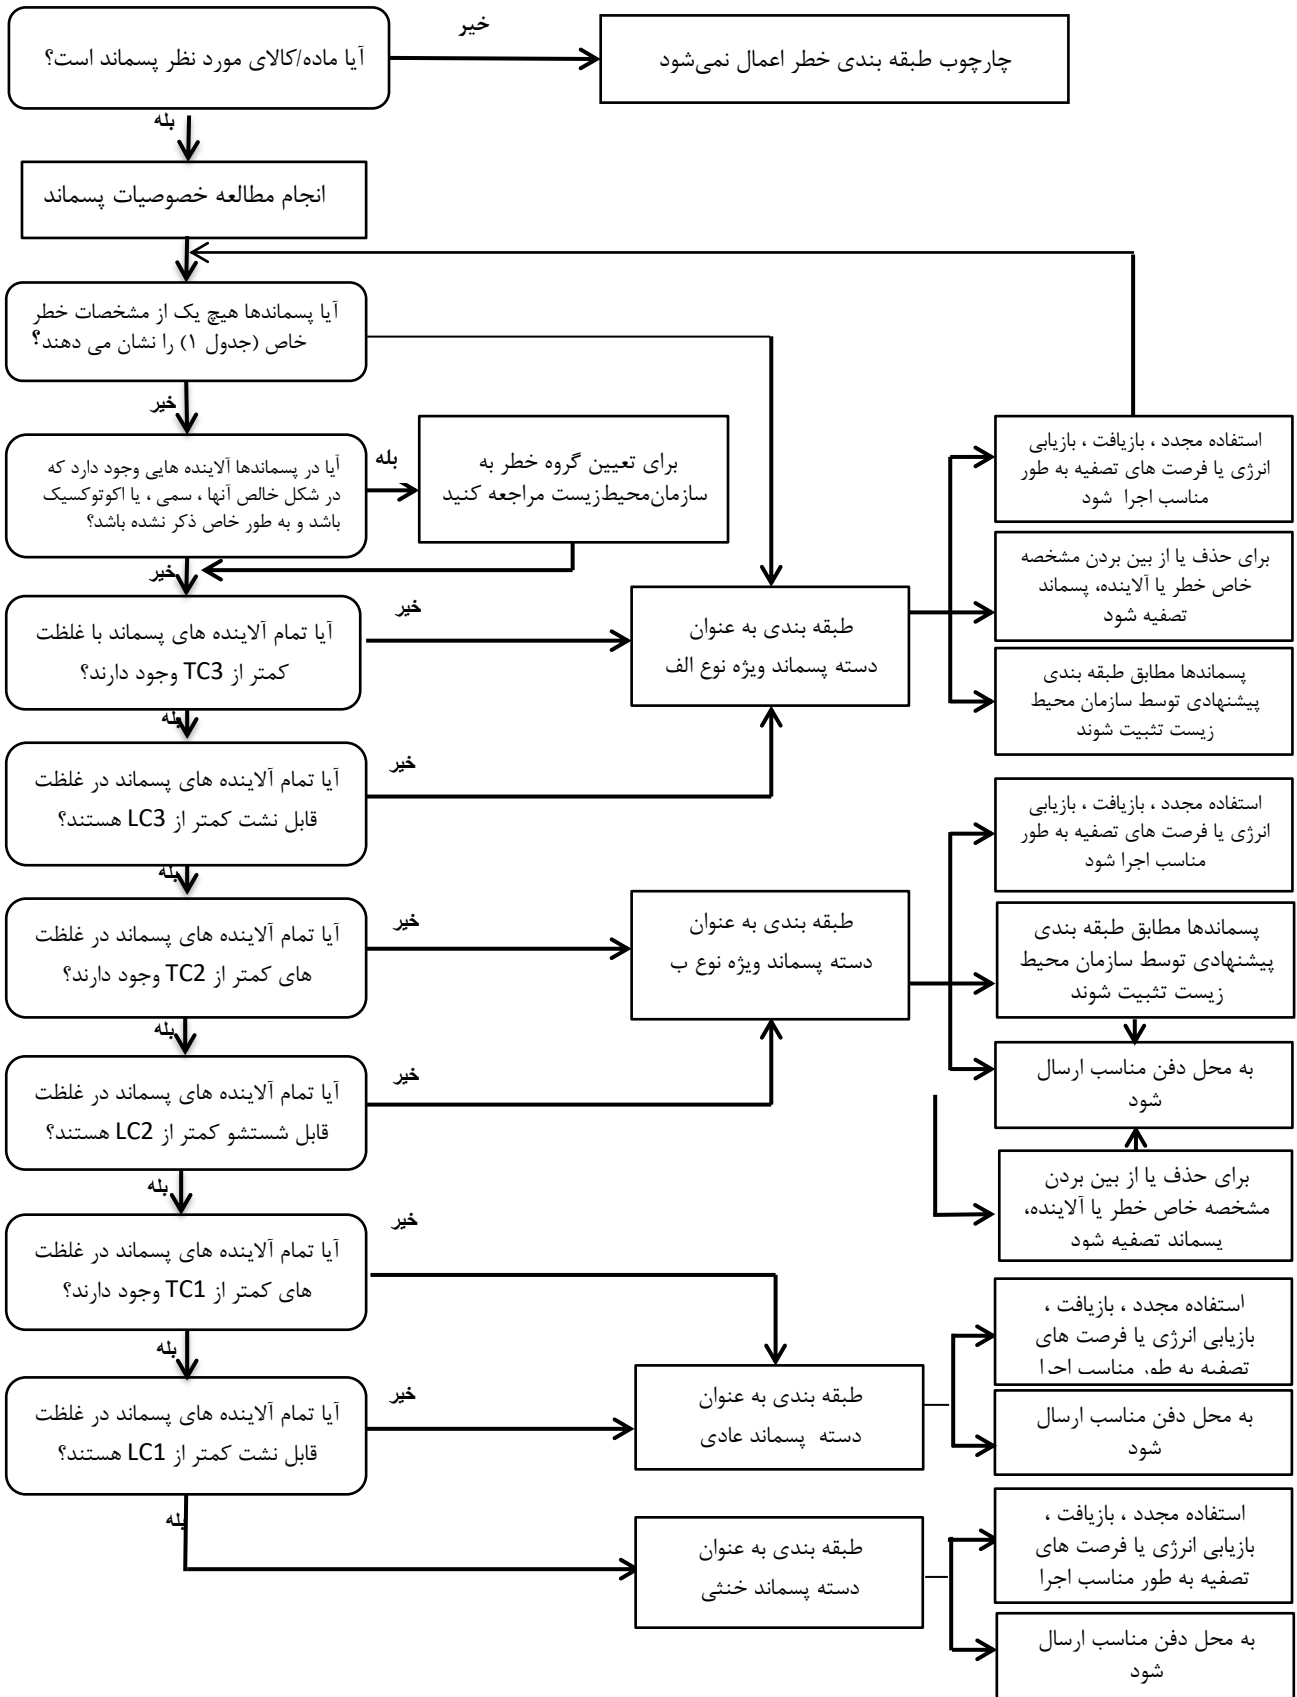 خیر
آیا ماده/کالای مورد نظر پسماند است؟
چارچوب طبقه بندی خطر اعمال نمی‌شود
بله
انجام مطالعه خصوصیات پسماند
آیا پسماندها هیچ یک از مشخصات خطر
خاص (جدول ۱) را نشان می دهند؟
خیر
آیا در پسماندها آلاینده هایی وجود دارد که
در شکل خالص آنها ، سمی ، یا اکوتوکسیک
باشد و به طور خاص ذکر نشده باشد؟
بله
برای تعیین گروه خطر به
سازمان‌محیط‌زیست مراجعه کنید
استفاده مجدد ، بازیافت ، بازیابی
انرژی یا فرصت های تصفیه به طور
مناسب اجرا شود
خیر
برای حذف یا از بین بردن مشخصه
خاص خطر یا آلاینده، پسماند
تصفیه شود
آیا تمام آلاینده های پسماند با غلظت
کمتر از TC3 وجود دارند؟
خیر
طبقه بندی به عنوان
دسته پسماند ویژه نوع الف
پسماندها مطابق طبقه بندی
پیشنهادی توسط سازمان محیط
زیست تثبیت شوند
بله
آیا تمام آلاینده های پسماند در غلظت
قابل نشت کمتر از LC3 هستند؟
خیر
استفاده مجدد ، بازیافت ، بازیابی
انرژی یا فرصت های تصفیه به طور
مناسب اجرا شود
بله
آیا تمام آلاینده های پسماند در غلظت
های کمتر از TC2 وجود دارند؟
خیر
طبقه بندی به عنوان
دسته پسماند ویژه نوع ب
پسماندها مطابق طبقه بندی
پیشنهادی توسط سازمان محیط
زیست تثبیت شوند
بله
آیا تمام آلاینده های پسماند در غلظت
قابل شستشو کمتر از LC2 هستند؟
خیر
به محل دفن مناسب ارسال
شود
بله
برای حذف یا از بین بردن
مشخصه خاص خطر یا آلاینده،
پسماند تصفیه شود
آیا تمام آلاینده های پسماند در غلظت
های کمتر از TC1 وجود دارند؟
خیر
استفاده مجدد ، بازیافت ،
بازیابی انرژی یا فرصت های
تصفیه به طور مناسب اجرا
بله
آیا تمام آلاینده های پسماند در غلظت
قابل نشت کمتر از LC1 هستند؟
خیر
طبقه بندی به عنوان
دسته پسماند عادی
به محل دفن مناسب ارسال
شود
بله
طبقه بندی به عنوان
دسته پسماند خنثی
استفاده مجدد ، بازیافت ،
بازیابی انرژی یا فرصت های
تصفیه به طور مناسب اجرا
به محل دفن مناسب ارسال
شود